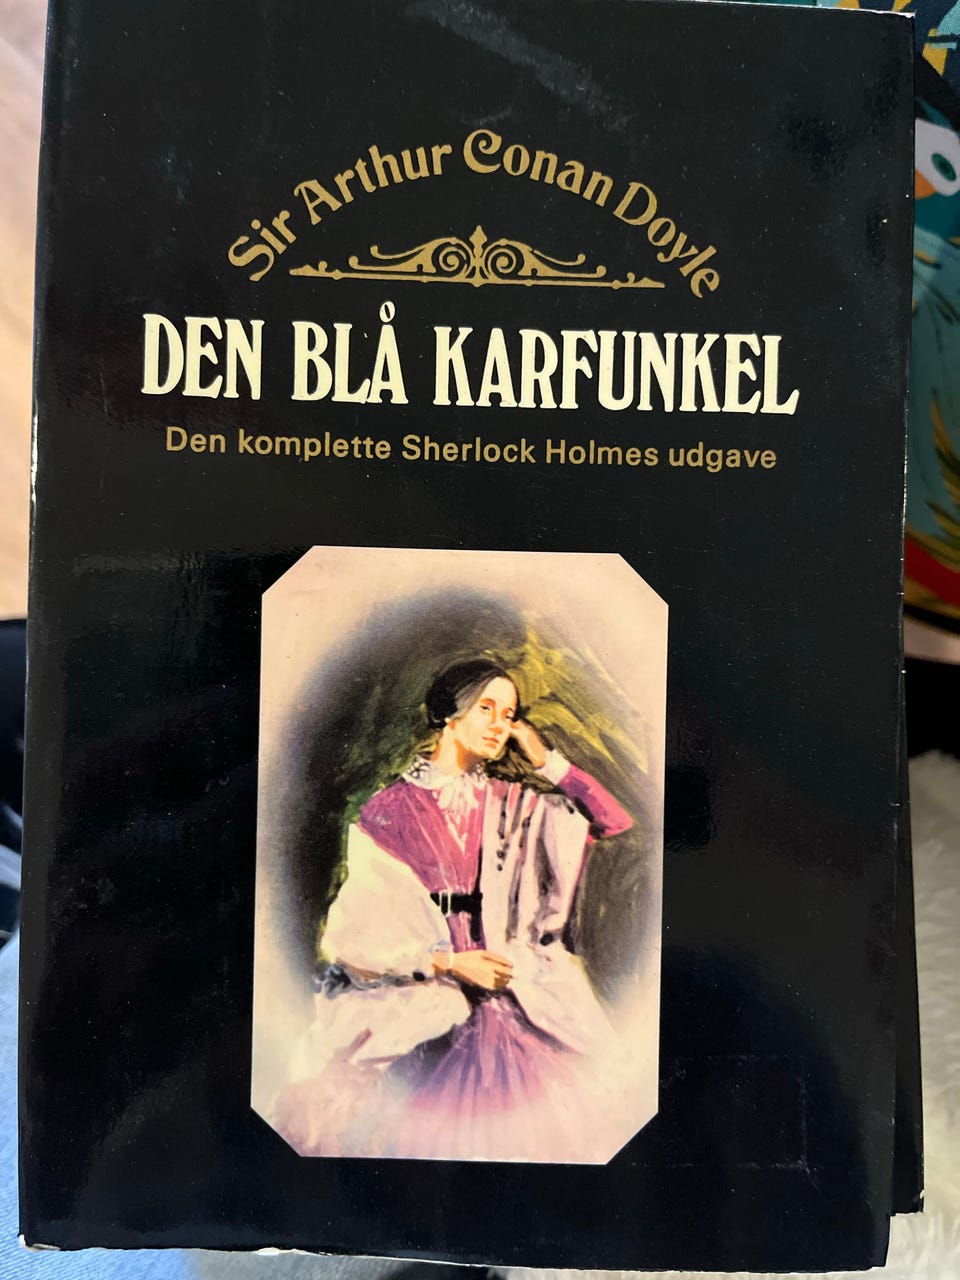 Sir Arthur Conan Doyle
DEN BLÅ KARFUNKEL
Den komplette Sherlock Holmes udgave